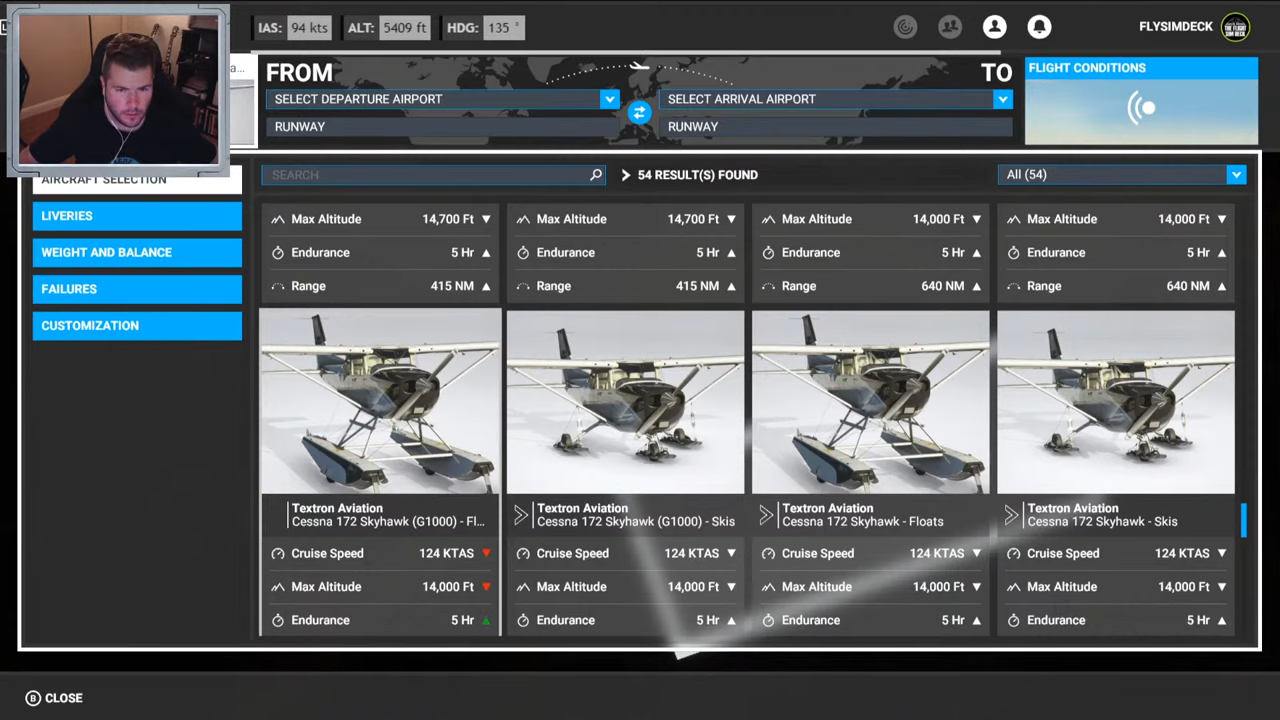 IAS: 94 kts ALT: 5409 ft HDG: 135 °
FLYSIMDECK
FROM
TO
SELECT DEPARTURE AIRPORT
SELECT ARRIVAL AIRPORT
RUNWAY
RUNWAY
FLIGHT CONDITIONS
AIRCRAFT SELECTION
LIVERIES
WEIGHT AND BALANCE
FAILURES
CUSTOMIZATION
SEARCH
54 RESULT(S) FOUND
All (54)
Max Altitude 14,700 Ft
Endurance 5 Hr
Range 415 NM
Max Altitude 14,700 Ft
Endurance 5 Hr
Range 415 NM
Max Altitude 14,000 Ft
Endurance 5 Hr
Range 640 NM
Max Altitude 14,000 Ft
Endurance 5 Hr
Range 640 NM
Textron Aviation
Cessna 172 Skyhawk (G1000) - Fl...
Cruise Speed 124 KTAS
Max Altitude 14,000 Ft
Endurance 5 Hr
Textron Aviation
Cessna 172 Skyhawk (G1000) - Skis
Cruise Speed 124 KTAS
Max Altitude 14,000 Ft
Endurance 5 Hr
Textron Aviation
Cessna 172 Skyhawk - Floats
Cruise Speed 124 KTAS
Max Altitude 14,000 Ft
Endurance 5 Hr
Textron Aviation
Cessna 172 Skyhawk - Skis
Cruise Speed 124 KTAS
Max Altitude 14,000 Ft
Endurance 5 Hr
B CLOSE